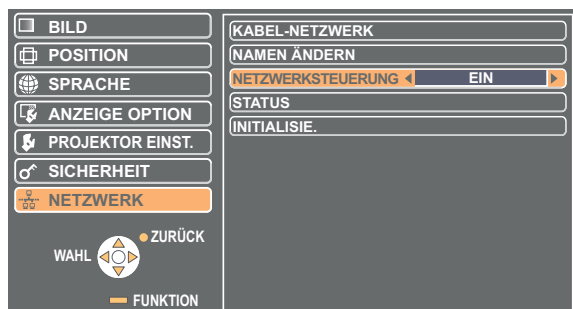 BILD
POSITION
SPRACHE
ANZEIGE OPTION
PROJEKTOR EINST.
SICHERHEIT
NETZWERK
ZURÜCK
WAHL
FUNKTION
KABEL-NETZWERK
NAMEN ÄNDERN
NETZWERKSTEUERUNG EIN
STATUS
INITIALISIE.